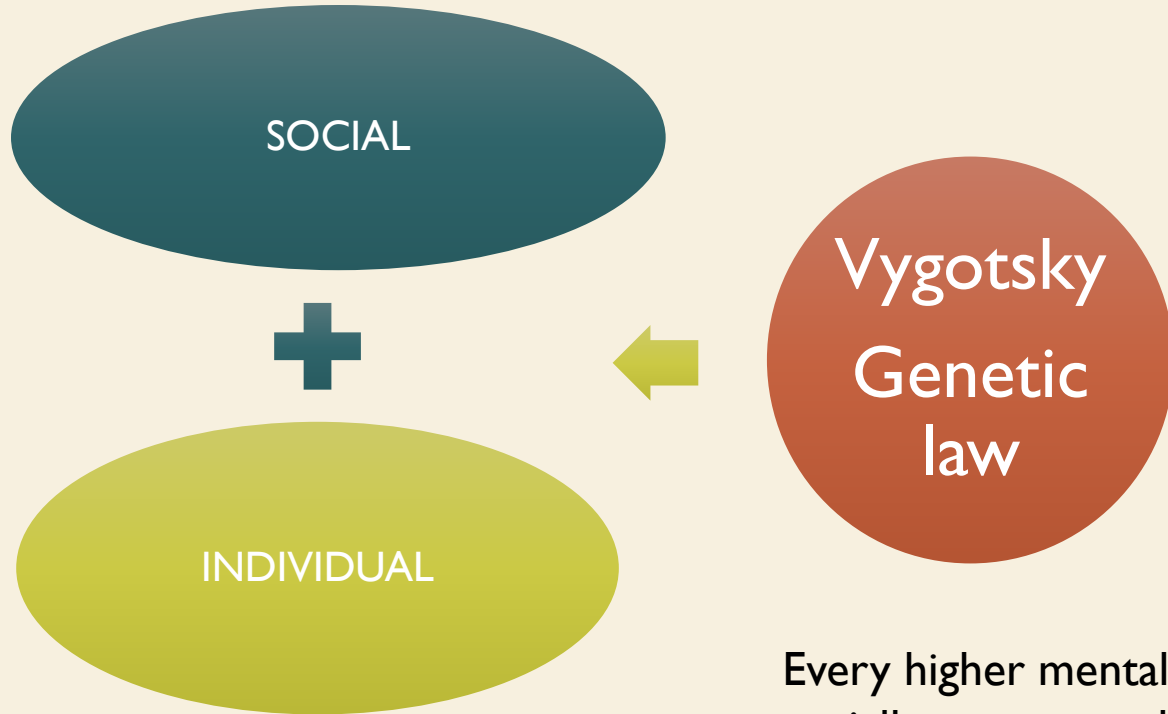 SOCIAL
INDIVIDUAL
Vygotsky
Genetic
law
Every higher mental